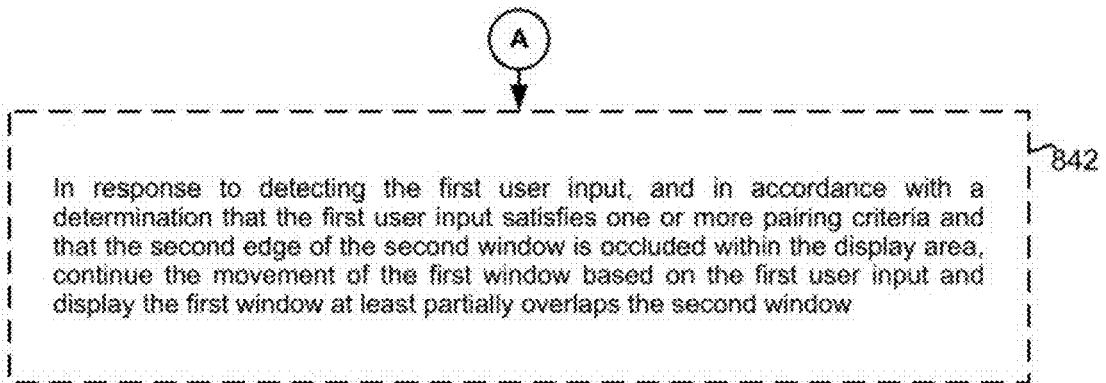 A
842
In response to detecting the first user input, and in accordance with a
determination that the first user input satisfies one or more pairing criteria and
that the second edge of the second window is occluded within the display area,
continue the movement of the first window based on the first user input and
display the first window at least partially overlaps the second window